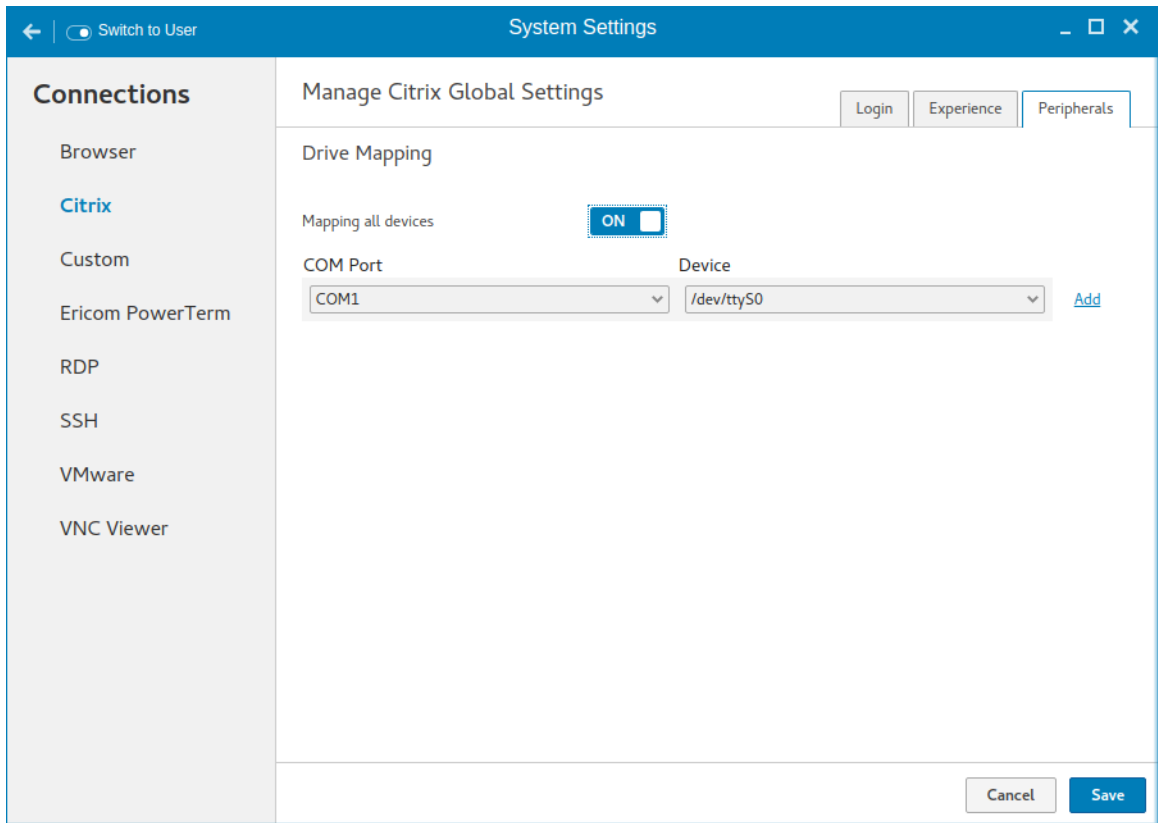 Switch to User
System Settings
Connections
Browser
Citrix
Custom
Ericom PowerTerm
RDP
SSH
VMware
VNC Viewer
Manage Citrix Global Settings
Login Experience Peripherals
Drive Mapping
Mapping all devices ON
COM Port Device
COM1 /dev/ttyS0 Add
Cancel Save